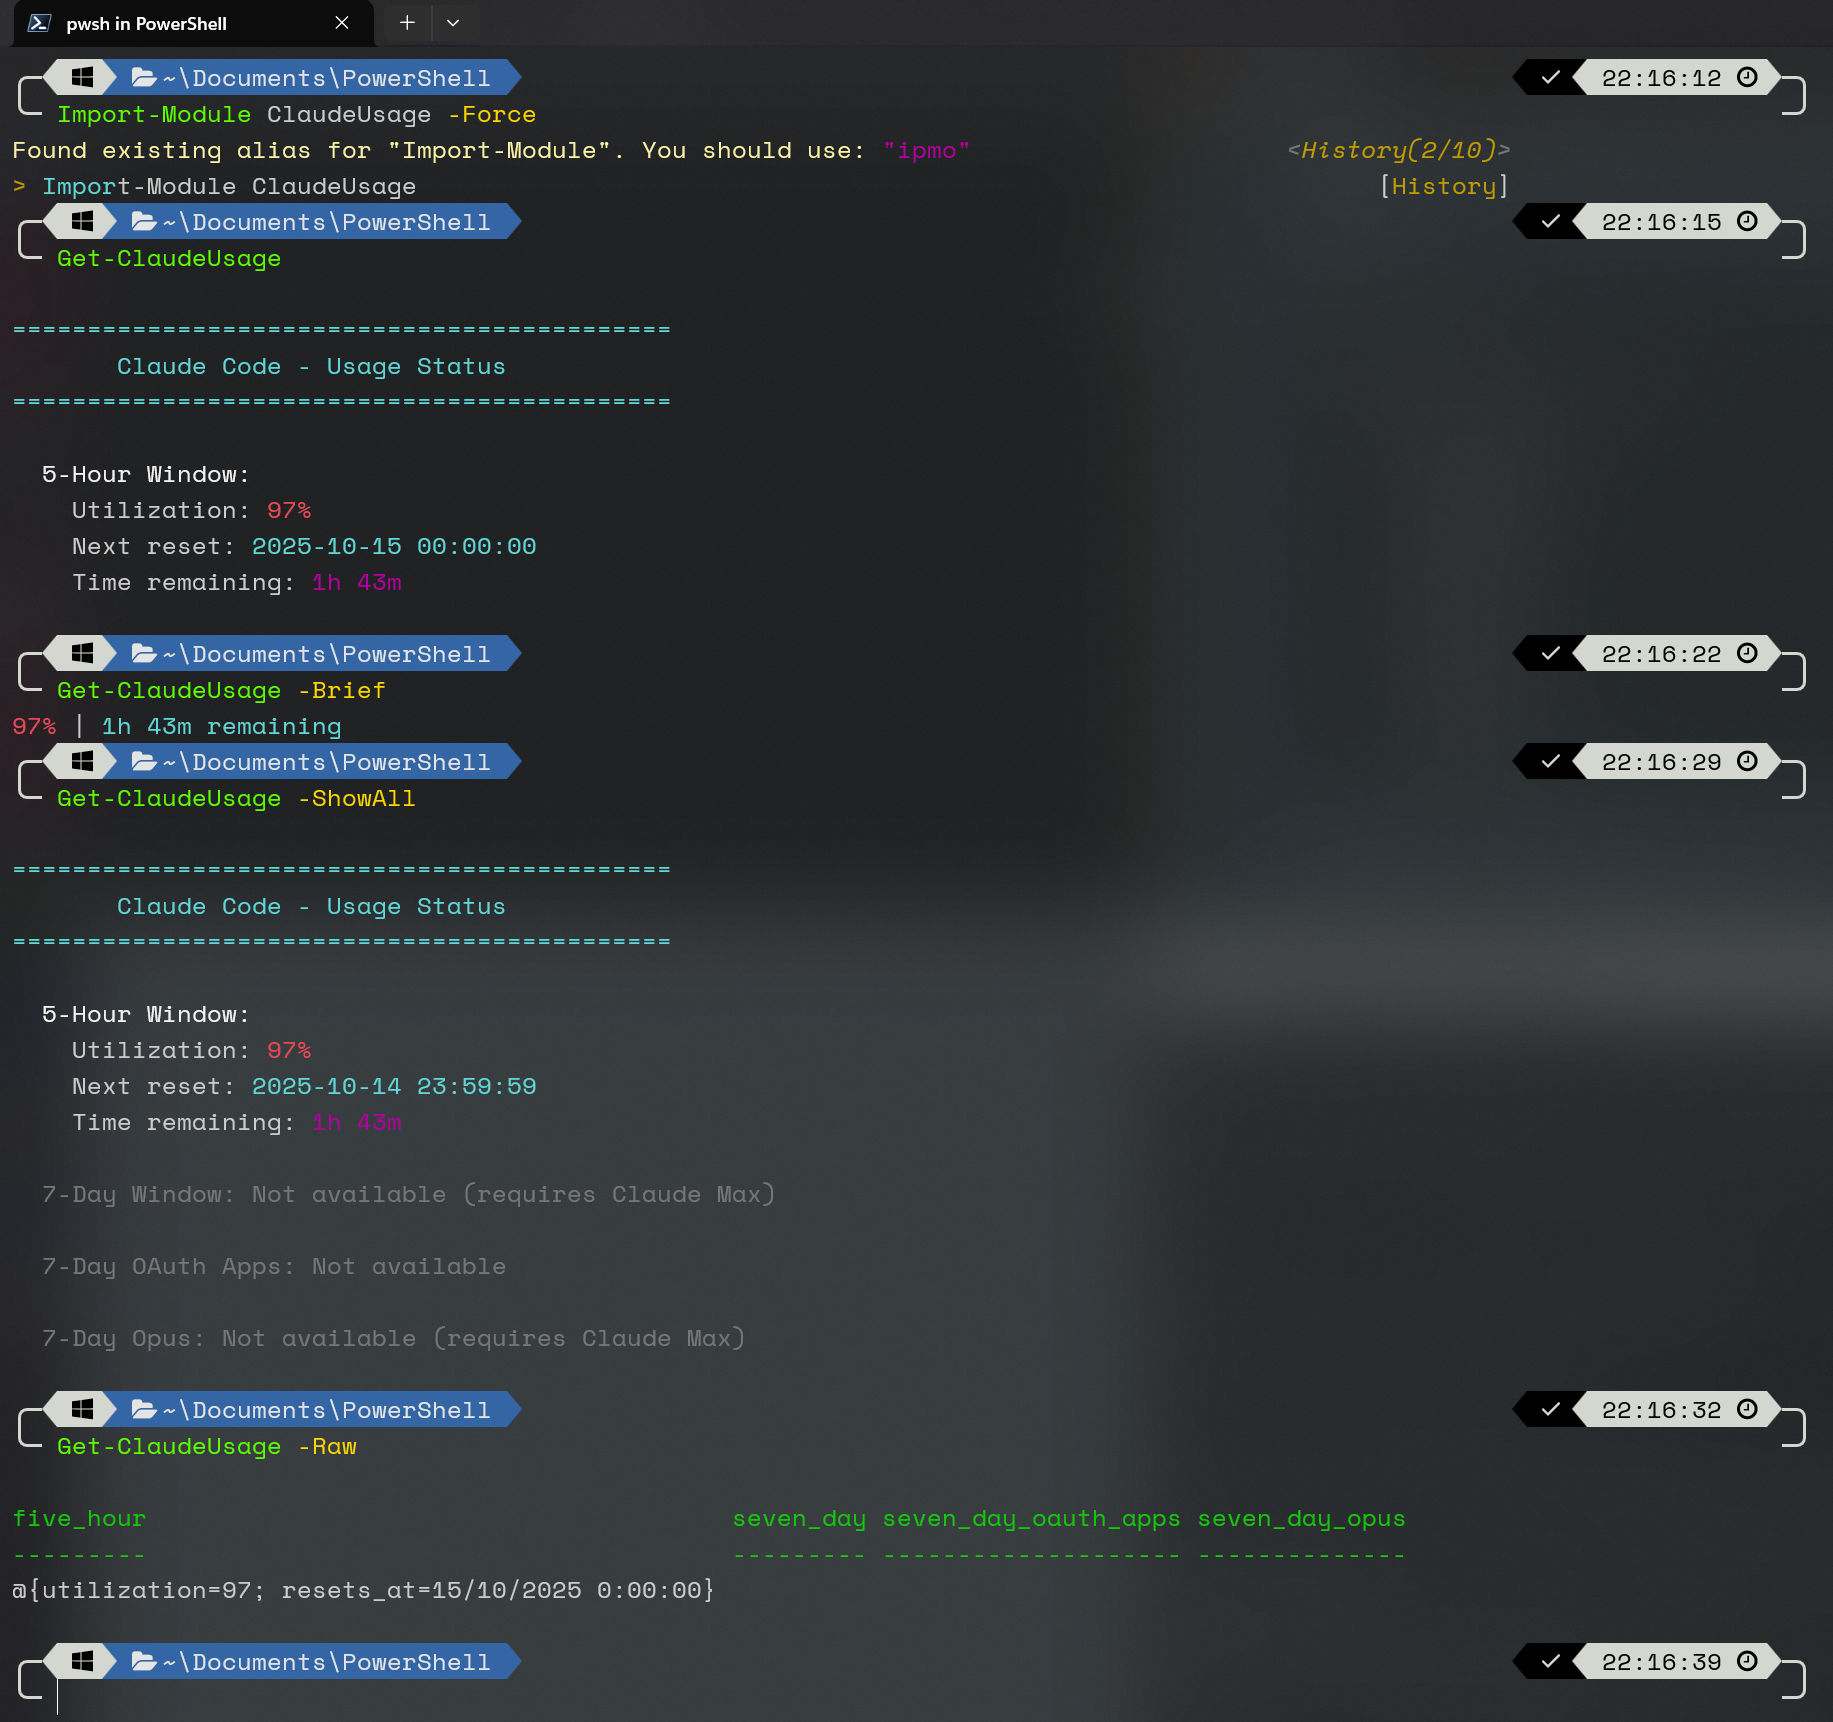 pwsh in PowerShell
~\Documents\PowerShell 22:16:12
Import-Module ClaudeUsage -Force
Found existing alias for "Import-Module". You should use: "ipmo" <History(2/10)>
> Import-Module ClaudeUsage [History]
~\Documents\PowerShell 22:16:15
Get-ClaudeUsage
============================================
Claude Code - Usage Status
============================================
5-Hour Window:
Utilization: 97%
Next reset: 2025-10-15 00:00:00
Time remaining: 1h 43m
~\Documents\PowerShell 22:16:22
Get-ClaudeUsage -Brief
97% | 1h 43m remaining
~\Documents\PowerShell 22:16:29
Get-ClaudeUsage -ShowAll
============================================
Claude Code - Usage Status
============================================
5-Hour Window:
Utilization: 97%
Next reset: 2025-10-14 23:59:59
Time remaining: 1h 43m
7-Day Window: Not available (requires Claude Max)
7-Day OAuth Apps: Not available
7-Day Opus: Not available (requires Claude Max)
~\Documents\PowerShell 22:16:32
Get-ClaudeUsage -Raw
five_hour seven_day seven_day_oauth_apps seven_day_opus
--------- --------- -------------------- --------------
@{utilization=97; resets_at=15/10/2025 0:00:00}
~\Documents\PowerShell 22:16:39